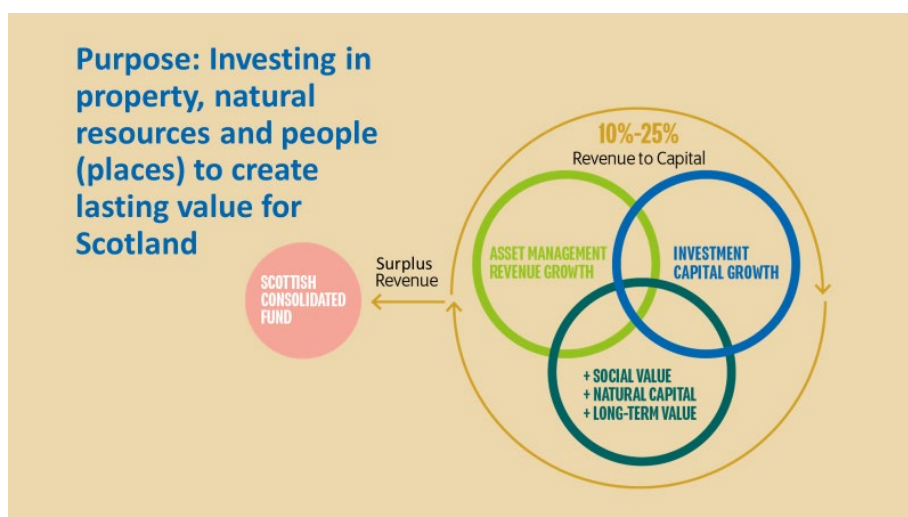 Purpose: Investing in
property, natural
resources and people
(places) to create
lasting value for
Scotland
10%-25%
Revenue to Capital
ASSET MANAGEMENT
REVENUE GROWTH
INVESTMENT
CAPITAL GROWTH
Surplus
Revenue
SCOTTISH
CONSOLIDATED
FUND
+ SOCIAL VALUE
+ NATURAL CAPITAL
+ LONG-TERM VALUE